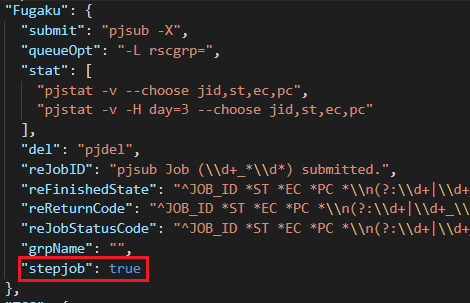 "Fugaku": {
"submit": "pjsub -X",
"queueOpt": "-L rscgrp=",
"stat": [
"pjstat -v --choose jid,st,ec,pc",
"pjstat -v -H day=3 --choose jid,st,ec,pc"
],
"del": "pjdel",
"reJobID": "pjsub Job (\\d+_*\\d*) submitted.",
"reFinishedState": "^JOB_ID *ST *EC *PC *\\n(?:\\d+|\\d+
"reReturnCode": "^JOB_ID *ST *EC *PC *\\n(?:\\d+|\\d+_\\
"reJobStatusCode": "^JOB_ID *ST *EC *PC *\\n(?:\\d+|\\d+
"grpName": "",
"stepjob": true
},